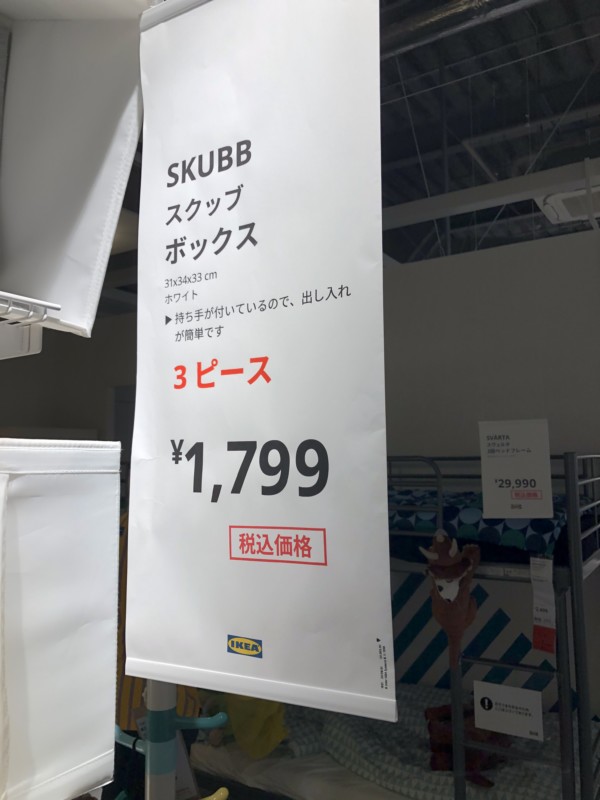 SKUBB
スクッブ
ボックス
31x34x33 cm
ホワイト
▶持ち手が付いているので、出し入れ
が簡単です
3 ピース
¥1,799
税込価格
IKEA
¥29,990
税込価格